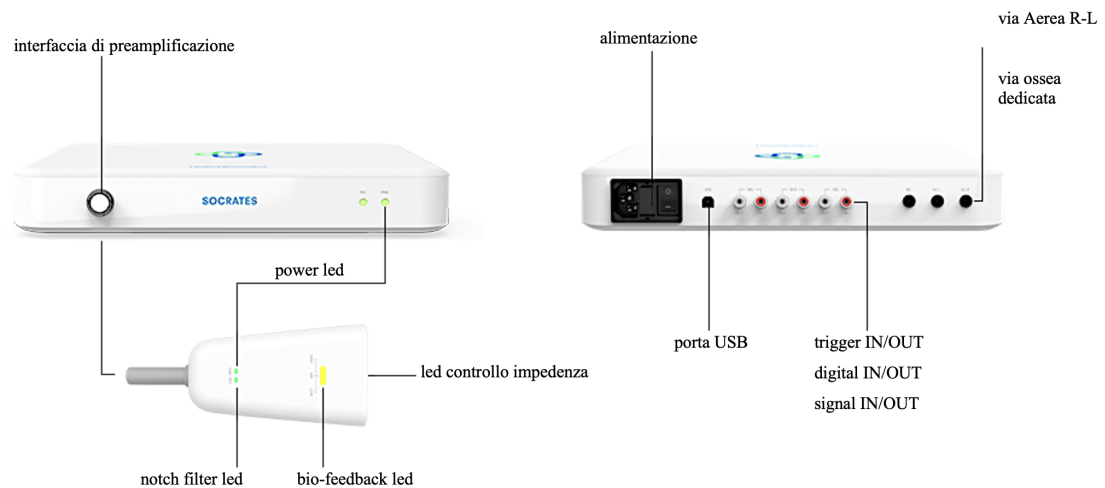 interfaccia di preamplificazione
SOCRATES
power led
led controllo impedenza
notch filter led
bio-feedback led
alimentazione
via Aerea R-L
via ossea
dedicata
USB
porta USB
trigger IN/OUT
digital IN/OUT
signal IN/OUT